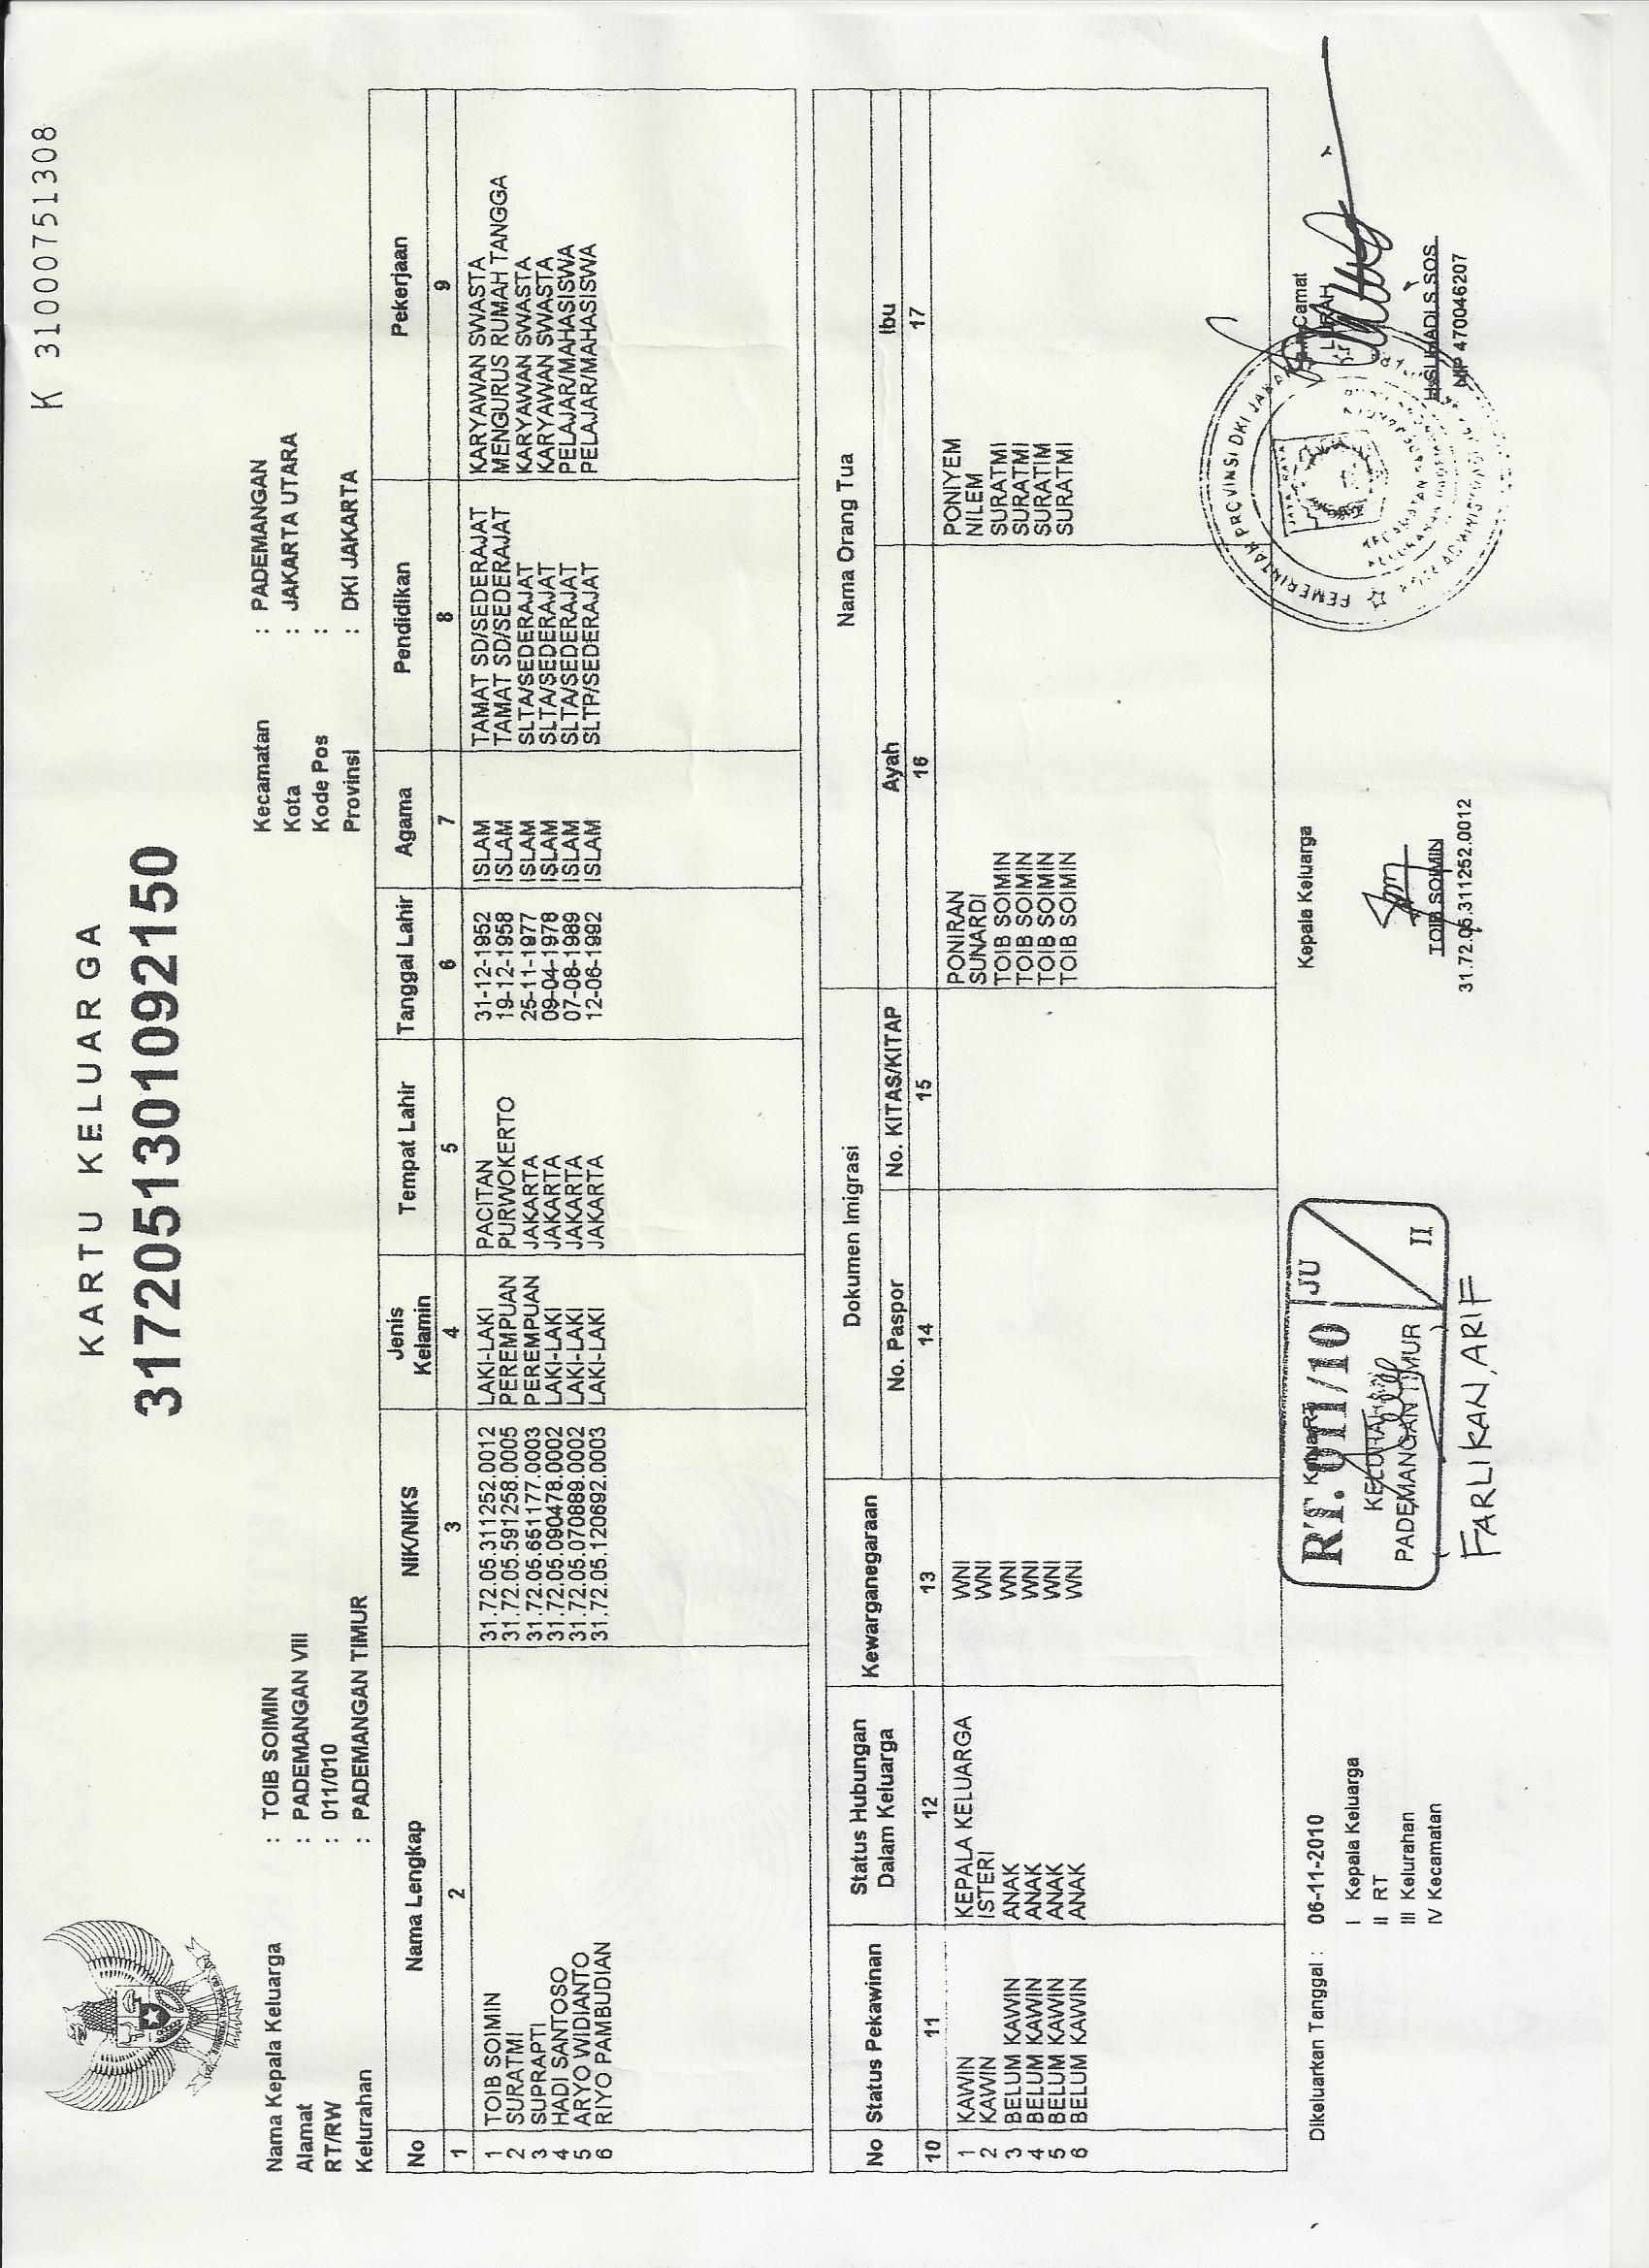 K 3100075130​8
KARTU KELUARGA
3172051301092150
Nama Kepala Keluarga : TOIB SOIMIN Kecamatan : PADEMANGAN
Alamat : PADEMANGAN VIII Kota : JAKARTA UTARA
RT/RW : 011/010 Kode Pos :
Kelurahan : PADEMANGAN TIMUR Provinsi : DKI JAKARTA
No Nama Lengkap NIK/NIKS Jenis Kelamin Tempat Lahir Tanggal Lahir Agama Pendidikan Pekerjaan
1 2 3 4 5 6 7 8 9
1 TOIB SOIMIN 31.72.05.311252.0012 LAKI-LAKI PACITAN 31-12-1952 ISLAM TAMAT SD/SEDERAJAT KARYAWAN SWASTA
2 SURATMI 31.72.05.591258.0005 PEREMPUAN PURWOKERTO 19-12-1958 ISLAM TAMAT SD/SEDERAJAT MENGURUS RUMAH TANGGA
3 SUPRAPTI 31.72.05.651177.0003 PEREMPUAN JAKARTA 25-11-1977 ISLAM SLTA/SEDERAJAT KARYAWAN SWASTA
4 HADI SANTOSO 31.72.05.090478.0002 LAKI-LAKI JAKARTA 09-04-1978 ISLAM SLTA/SEDERAJAT KARYAWAN SWASTA
5 ARYO WIDIANTO 31.72.05.070889.0002 LAKI-LAKI JAKARTA 07-08-1989 ISLAM SLTA/SEDERAJAT PELAJAR/MAHASISWA
6 RIYO PAMBUDIAN 31.72.05.120692.0003 LAKI-LAKI JAKARTA 12-06-1992 ISLAM SLTP/SEDERAJAT PELAJAR/MAHASISWA
No Status Pekawinan Status Hubungan Dalam Keluarga Kewarganegaraan Dokumen Imigrasi Nama Orang Tua
No. Paspor No. KITAS/KITAP Ayah Ibu
10 11 12 13 14 15 16 17
1 KAWIN KEPALA KELUARGA WNI PONIRAN PONIYEM
2 KAWIN ISTERI WNI SUNARDI NILEM
3 BELUM KAWIN ANAK WNI TOIB SOIMIN SURATMI
4 BELUM KAWIN ANAK WNI TOIB SOIMIN SURATMI
5 BELUM KAWIN ANAK WNI TOIB SOIMIN SURATIM
6 BELUM KAWIN ANAK WNI TOIB SOIMIN SURATMI
Dikeluarkan Tanggal : 06-11-2010
I Kepala Keluarga
II RT
III Kelurahan
IV Kecamatan
RT. 011/10 JU
KELURAHAN
PADEMANGAN TIMUR II
FARLIKAN, ARIF
Kepala Keluarga
TOIB SOIMIN
31.72.05.311252.0012
PEMERINTAH PROVINSI DKI JAKARTA
JAYA RAYA
Camat
LURAH
H.SUHADI S.SOS
NIP 470046207